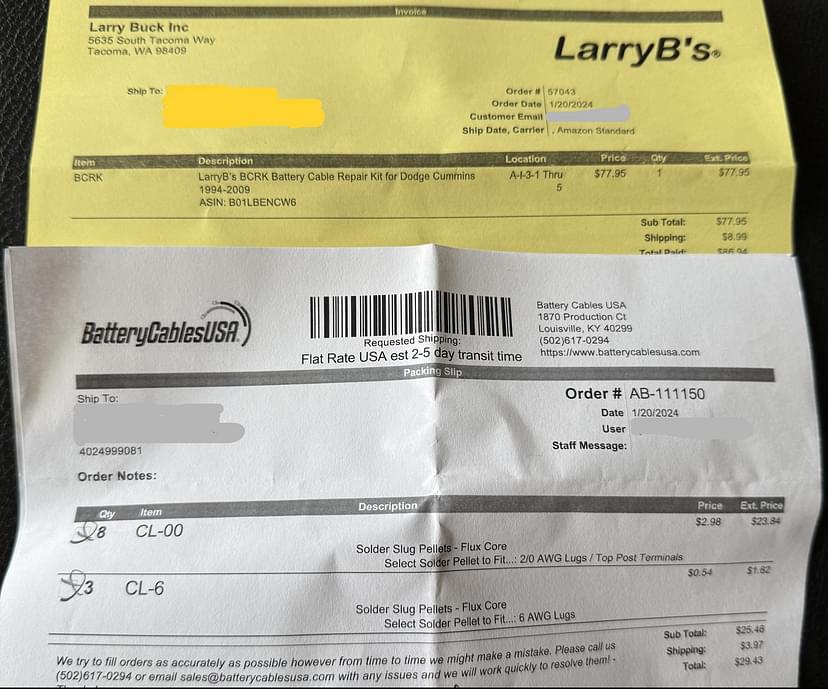 Invoice
Larry Buck Inc
5635 South Tacoma Way
Tacoma, WA 98409
LarryB's®
Ship To:
Order # 57043
Order Date 1/20/2024
Customer Email
Ship Date, Carrier , Amazon Standard
Item Description Location Price Qty Ext. Price
BCRK LarryB's BCRK Battery Cable Repair Kit for Dodge Cummins A-I-3-1 Thru $77.95 1 $77.95
1994-2009 5
ASIN: B01LBENCW6
Sub Total: $77.95
Shipping: $8.99
Total Paid: $86.94
BatteryCablesUSA
Requested Shipping:
Flat Rate USA est 2-5 day transit time
Battery Cables USA
1870 Production Ct
Louisville, KY 40299
(502)617-0294
https://www.batterycablesusa.com
Packing Slip
Ship To:
4024999081
Order # AB-111150
Date 1/20/2024
User
Staff Message:
Order Notes:
Qty Item Description Price Ext. Price
8 CL-00 $2.98 $23.84
Solder Slug Pellets - Flux Core
Select Solder Pellet to Fit...: 2/0 AWG Lugs / Top Post Terminals
3 CL-6 $0.54 $1.62
Solder Slug Pellets - Flux Core
Select Solder Pellet to Fit...: 6 AWG Lugs
Sub Total: $25.46
Shipping: $3.97
Total: $29.43
We try to fill orders as accurately as possible however from time to time we might make a mistake. Please call us
(502)617-0294 or email sales@batterycablesusa.com with any issues and we will work quickly to resolve them! -